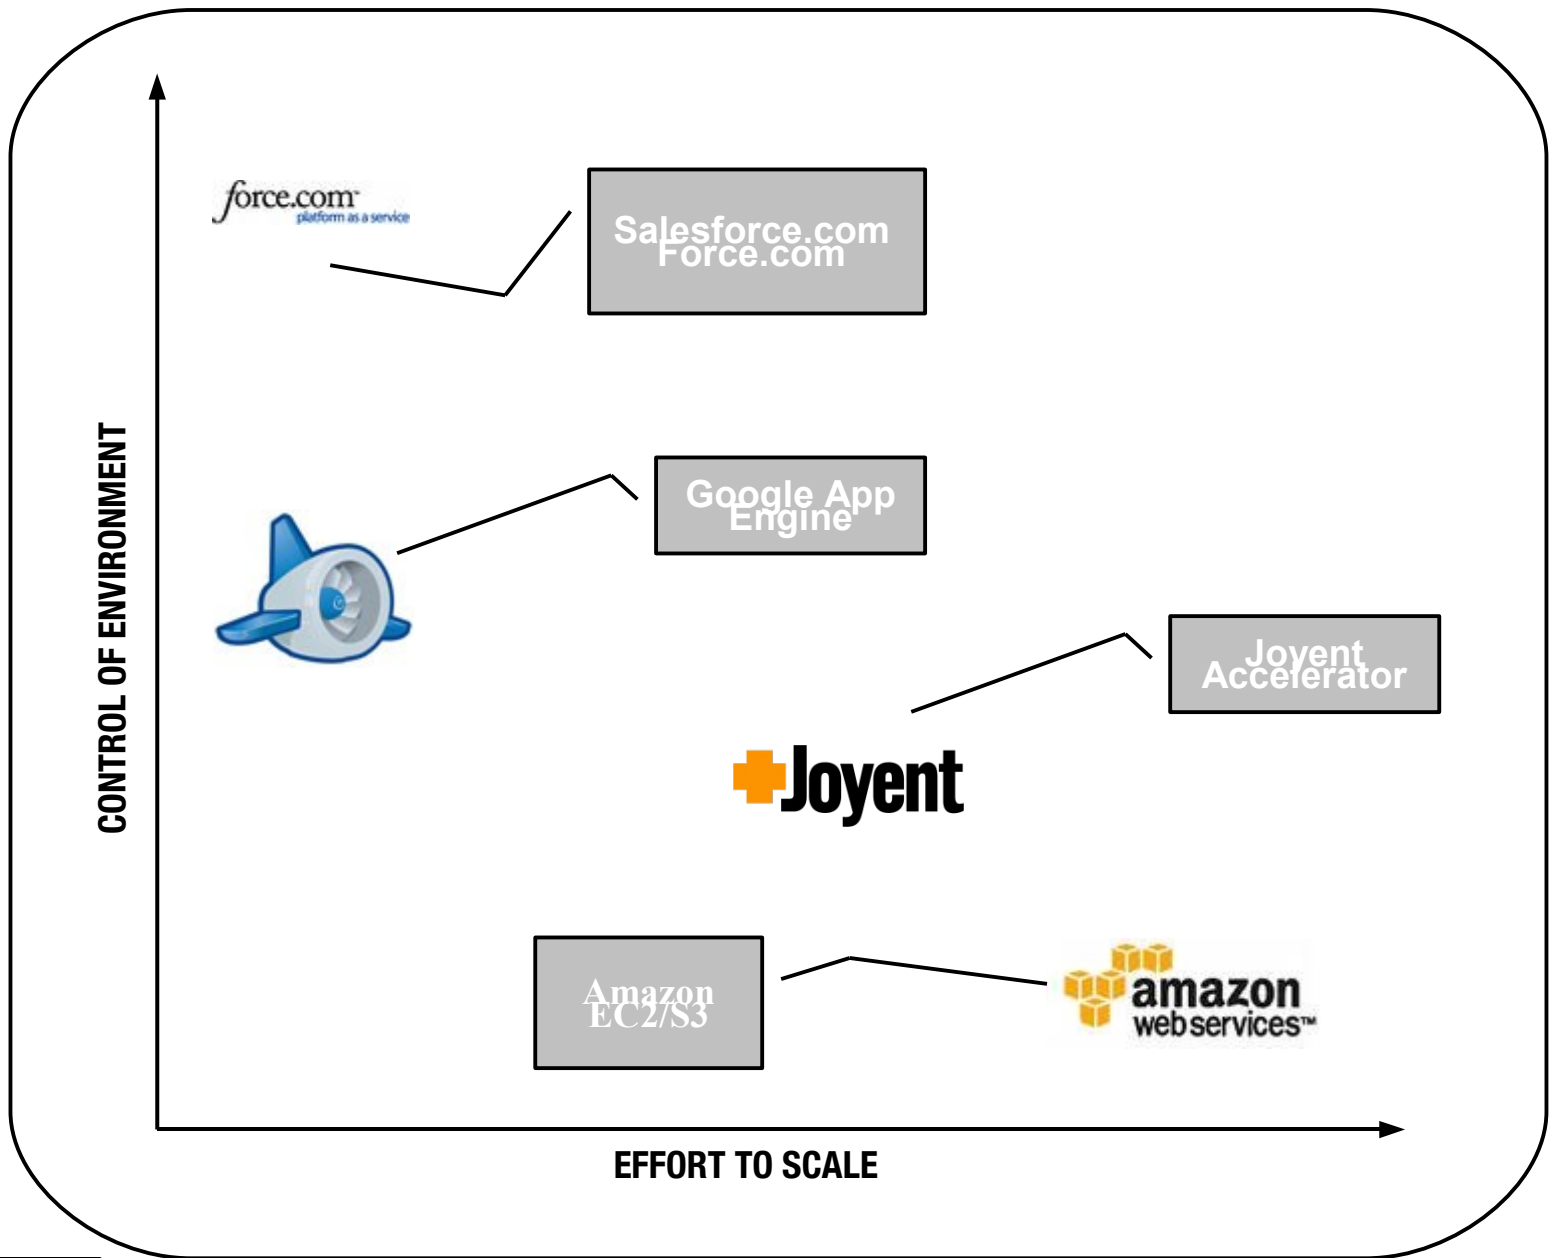 force.com™
platform as a service
Salesforce.com
Force.com
Google App
Engine
CONTROL OF ENVIRONMENT
Joyent
Accelerator
Joyent
Amazon
EC2/S3
amazon
webservices™
EFFORT TO SCALE